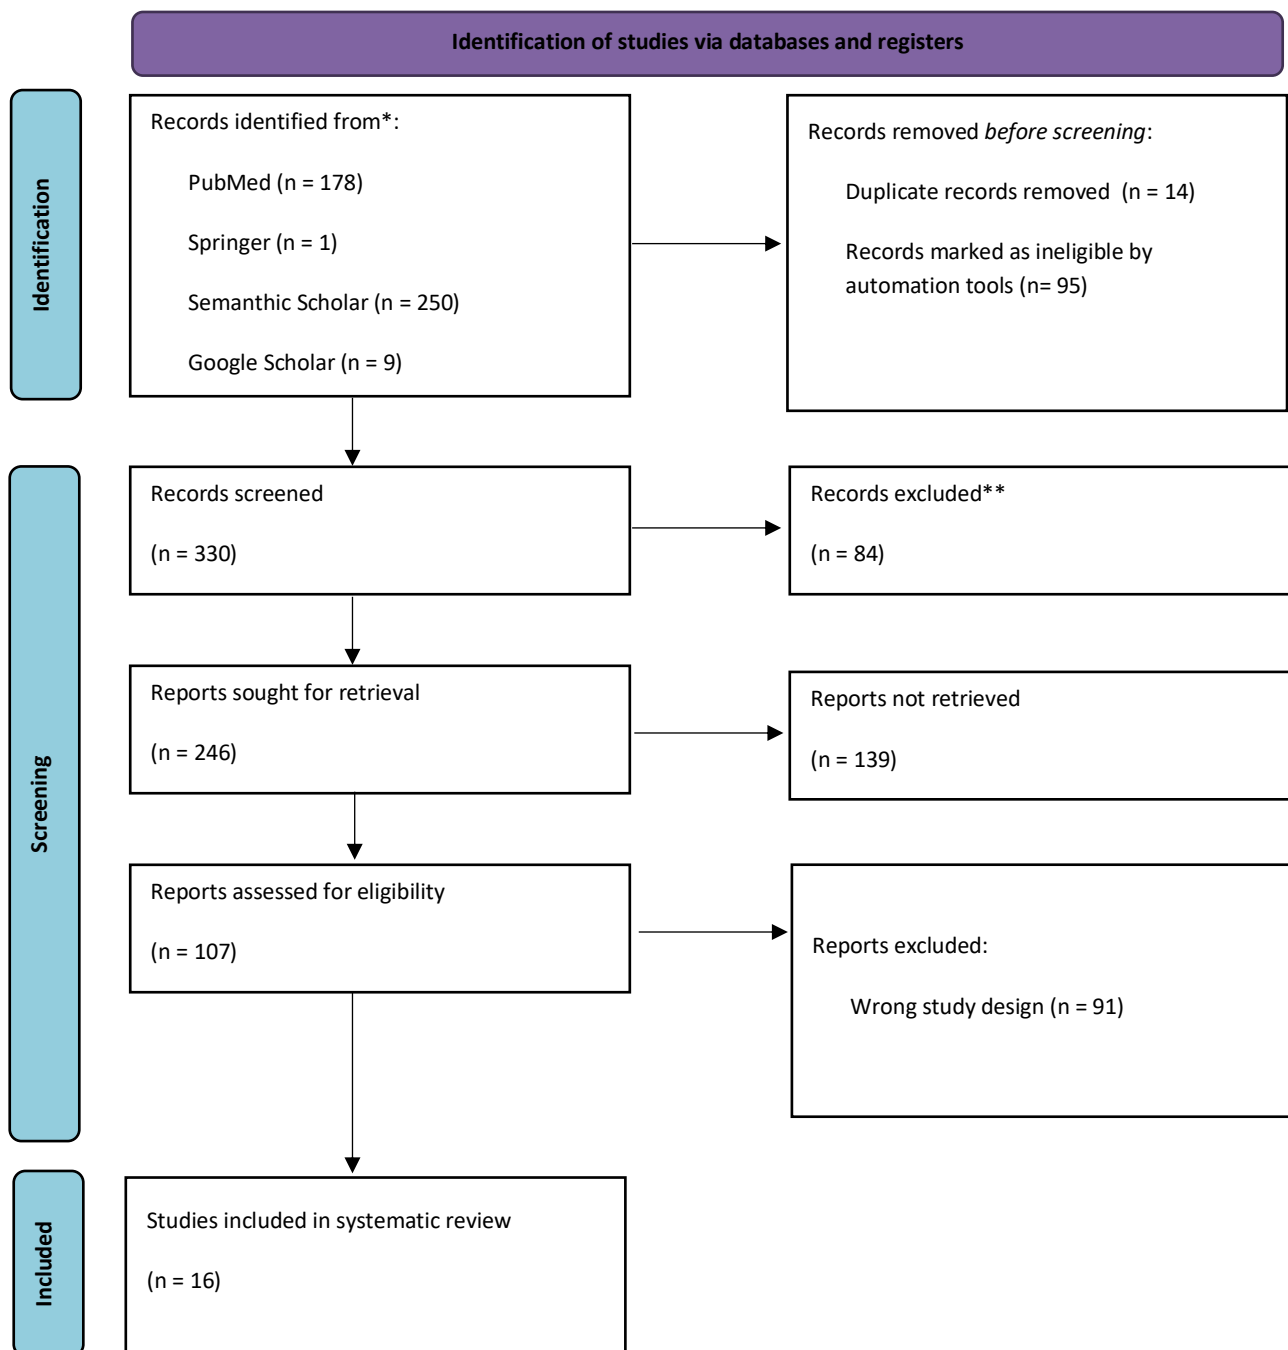 Identification of studies via databases and registers
Identification
Records identified from*:
PubMed (n = 178)
Springer (n = 1)
Semanthic Scholar (n = 250)
Google Scholar (n = 9)
Records removed before screening:
Duplicate records removed  (n = 14)
Records marked as ineligible by
automation tools (n= 95)
Screening
Records screened
(n = 330)
Records excluded**
(n = 84)
Reports sought for retrieval
(n = 246)
Reports not retrieved
(n = 139)
Reports assessed for eligibility
(n = 107)
Reports excluded:
Wrong study design (n = 91)
Included
Studies included in systematic review
(n = 16)